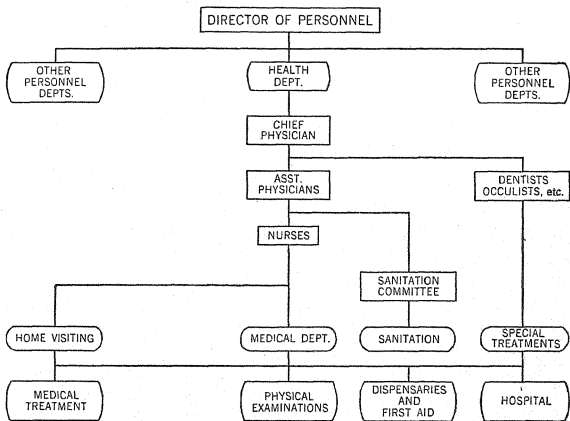 DIRECTOR OF PERSONNEL
OTHER
PERSONNEL
DEPTS.
HEALTH
DEPT.
OTHER
PERSONNEL
DEPTS.
CHIEF
PHYSICIAN
ASST.
PHYSICIANS
DENTISTS
OCCULISTS, etc.
NURSES
SANITATION
COMMITTEE
HOME VISITING
MEDICAL DEPT.
SANITATION
SPECIAL
TREATMENTS
MEDICAL
TREATMENT
PHYSICAL
EXAMINATIONS
DISPENSARIES
AND
FIRST AID
HOSPITAL